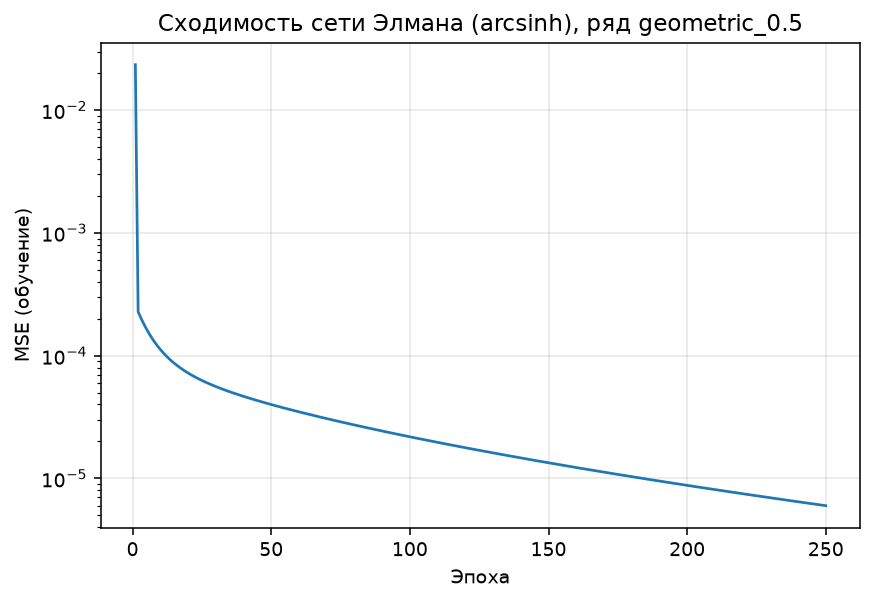 Сходимость сети Элмана (arcsinh), ряд geometric_0.5
MSE (обучение)
10⁻²
10⁻³
10⁻⁴
10⁻⁵
0 50 100 150 200 250
Эпоха